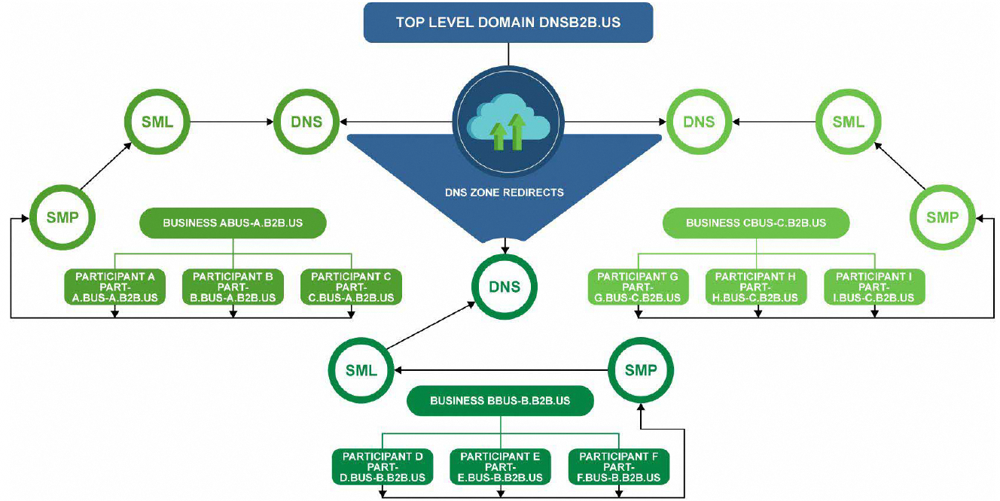 TOP LEVEL DOMAIN DNSB2B.US
SML
DNS
DNS
SML
DNS ZONE REDIRECTS
SMP
SMP
BUSINESS ABUS-A.B2B.US
BUSINESS CBUS-C.B2B.US
PARTICIPANT A
PART-
A.BUS-A.B2B.US
PARTICIPANT B
PART-
B.BUS-A.B2B.US
PARTICIPANT C
PART-
C.BUS-A.B2B.US
DNS
PARTICIPANT G
PART-
G.BUS-C.B2B.US
PARTICIPANT H
PART-
H.BUS-C.B2B.US
PARTICIPANT I
PART-
I.BUS-C.B2B.US
SML
SMP
BUSINESS BBUS-B.B2B.US
PARTICIPANT D
PART-
D.BUS-B.B2B.US
PARTICIPANT E
PART-
E.BUS-B.B2B.US
PARTICIPANT F
PART-
F.BUS-B.B2B.US